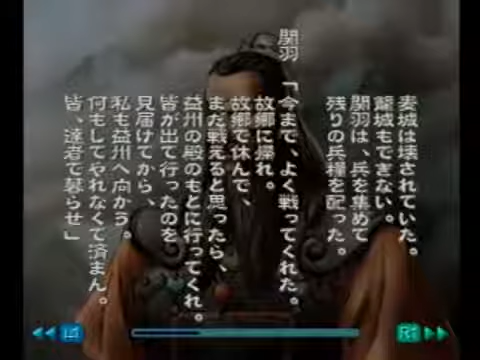 麦城は壊されていた。
籠城もできない。
関羽は、兵を集めて
残りの兵糧を配った。
関羽「今まで、よく戦ってくれた。
故郷に帰れ。
故郷で休んで、
まだ戦えると思ったら、
益州の殿のもとに行ってくれ。
皆が出て行ったのを
見届けてから、
私も益州へ向かう。
何もしてやれなくて済まん。
皆、達者で暮らせ」
L1
R1